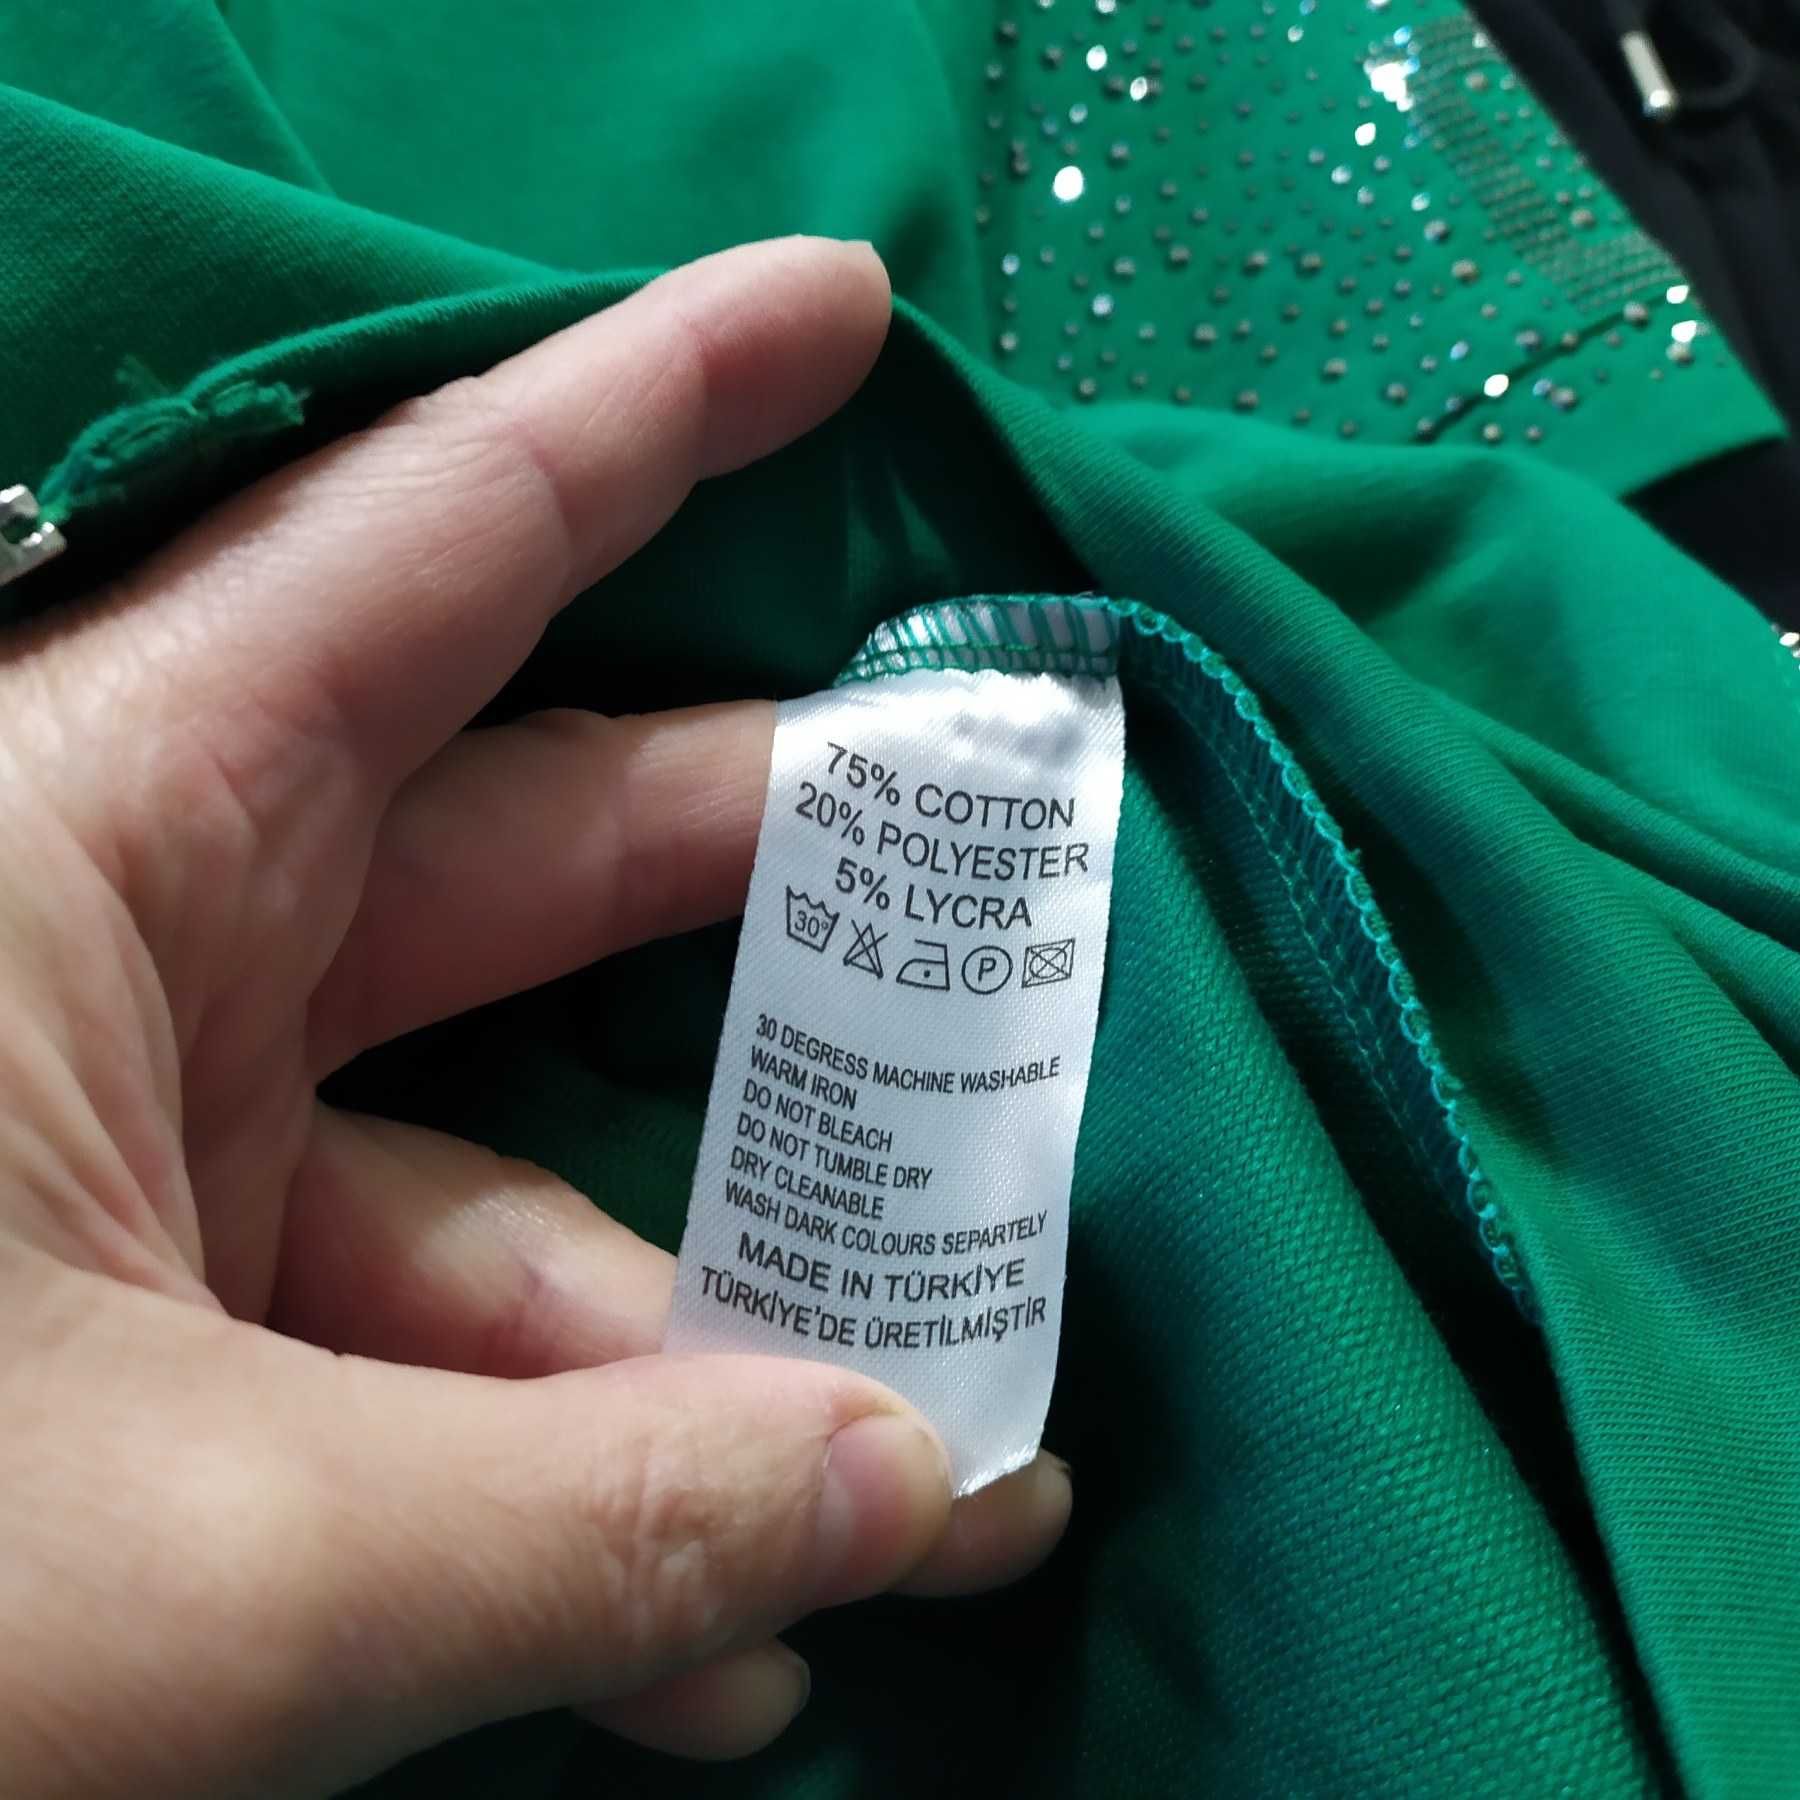 75% COTTON
20% POLYESTER
5% LYCRA
30° P
30 DEGRESS MACHINE WASHABLE
WARM IRON
DO NOT BLEACH
DO NOT TUMBLE DRY
DRY CLEANABLE
WASH DARK COLOURS SEPARTELY
MADE IN TÜRKİYE
TÜRKİYE'DE ÜRETİLMİŞTİR